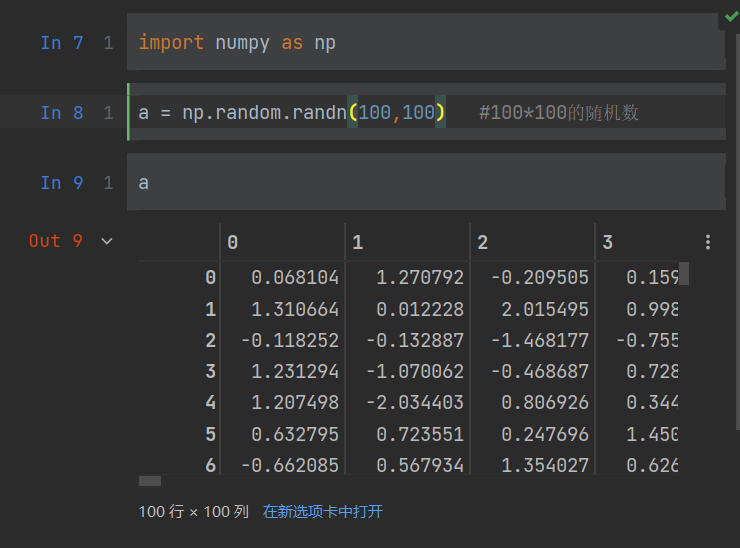 In 7 1 import numpy as np
In 8 1 a = np.random.randn(100,100) #100*100的随机数
In 9 1 a
Out 9
0 1 2 3
0 0.068104 1.270792 -0.209505 0.159
1 1.310664 0.012228 2.015495 0.998
2 -0.118252 -0.132887 -1.468177 -0.755
3 1.231294 -1.070062 -0.468687 0.728
4 1.207498 -2.034403 0.806926 0.344
5 0.632795 0.723551 0.247696 1.450
6 -0.662085 0.567934 1.354027 0.626
100 行 × 100 列 在新选项卡中打开